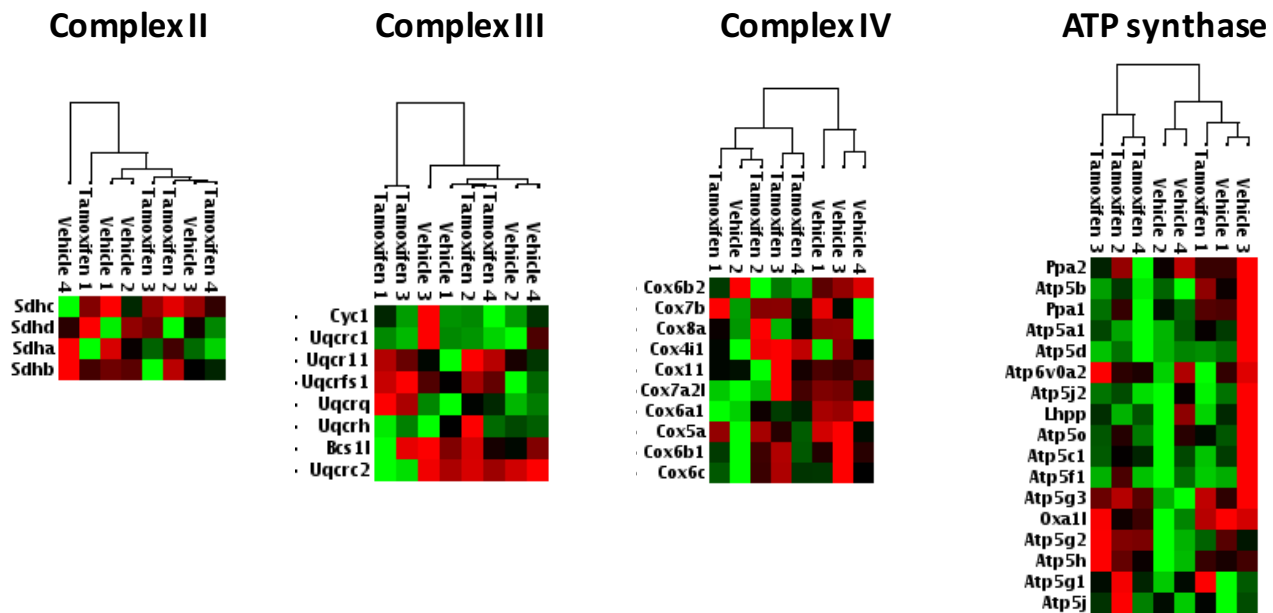 Complex II
Complex III
Complex IV
ATP synthase
Vehicle 4
Tamoxifen 1
Vehicle 1
Vehicle 2
Tamoxifen 3
Tamoxifen 2
Vehicle 3
Tamoxifen 4
Sdhc
Sdhd
Sdha
Sdhb
Tamoxifen 1
Tamoxifen 3
Vehicle 3
Vehicle 1
Tamoxifen 2
Tamoxifen 4
Vehicle 2
Vehicle 4
Cyc1
Uqcrc1
Uqcr11
Uqcrfs1
Uqcrq
Uqcrh
Bcs1l
Uqcrc2
Tamoxifen 1
Vehicle 2
Tamoxifen 2
Tamoxifen 3
Tamoxifen 4
Vehicle 1
Vehicle 3
Vehicle 4
Cox6b2
Cox7b
Cox8a
Cox4i1
Cox11
Cox7a2l
Cox6a1
Cox5a
Cox6b1
Cox6c
Tamoxifen 3
Tamoxifen 2
Tamoxifen 4
Vehicle 2
Vehicle 4
Tamoxifen 1
Vehicle 1
Vehicle 3
Ppa2
Atp5b
Ppa1
Atp5a1
Atp5d
Atp6v0a2
Atp5j2
Lhpp
Atp5o
Atp5c1
Atp5f1
Atp5g3
Oxa1l
Atp5g2
Atp5h
Atp5g1
Atp5j